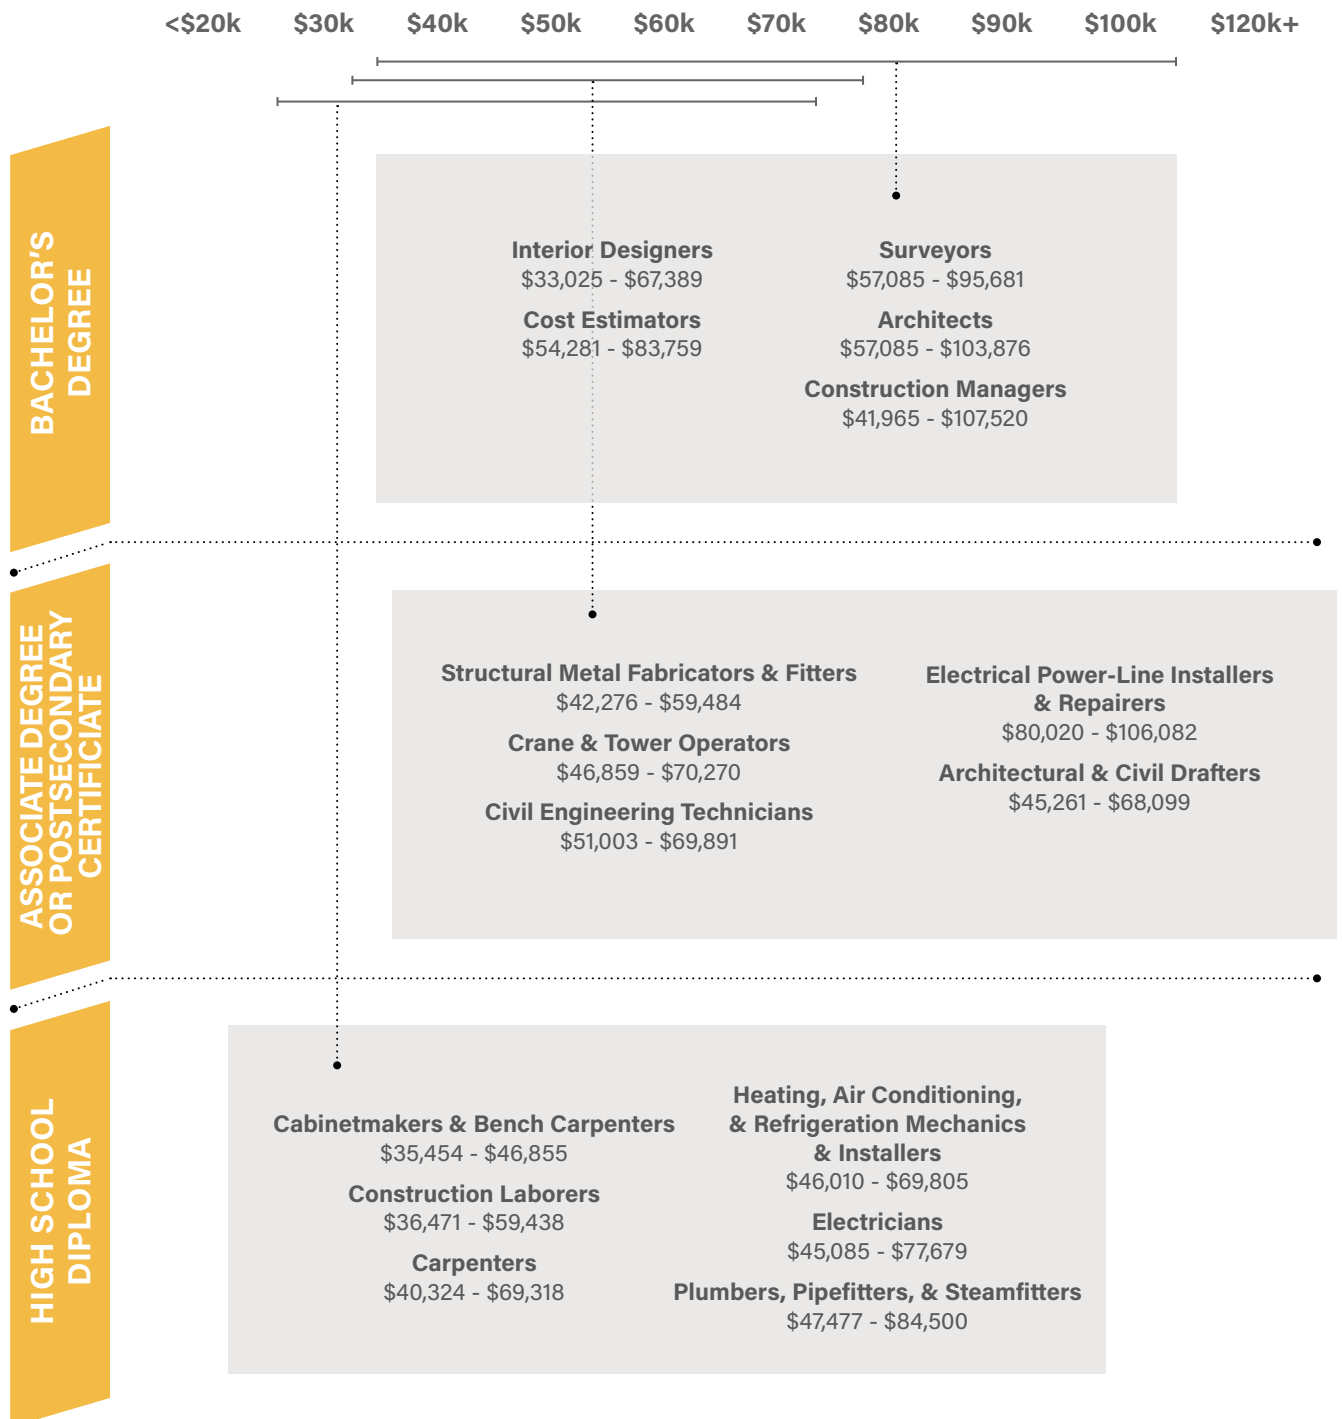 <$20k $30k $40k $50k $60k $70k $80k $90k $100k $120k+
BACHELOR'S
DEGREE
Interior Designers
$33,025 - $67,389
Cost Estimators
$54,281 - $83,759
Surveyors
$57,085 - $95,681
Architects
$57,085 - $103,876
Construction Managers
$41,965 - $107,520
ASSOCIATE DEGREE
OR POSTSECONDARY
CERTIFICIATE
Structural Metal Fabricators & Fitters
$42,276 - $59,484
Crane & Tower Operators
$46,859 - $70,270
Civil Engineering Technicians
$51,003 - $69,891
Electrical Power-Line Installers
& Repairers
$80,020 - $106,082
Architectural & Civil Drafters
$45,261 - $68,099
HIGH SCHOOL
DIPLOMA
Cabinetmakers & Bench Carpenters
$35,454 - $46,855
Construction Laborers
$36,471 - $59,438
Carpenters
$40,324 - $69,318
Heating, Air Conditioning,
& Refrigeration Mechanics
& Installers
$46,010 - $69,805
Electricians
$45,085 - $77,679
Plumbers, Pipefitters, & Steamfitters
$47,477 - $84,500